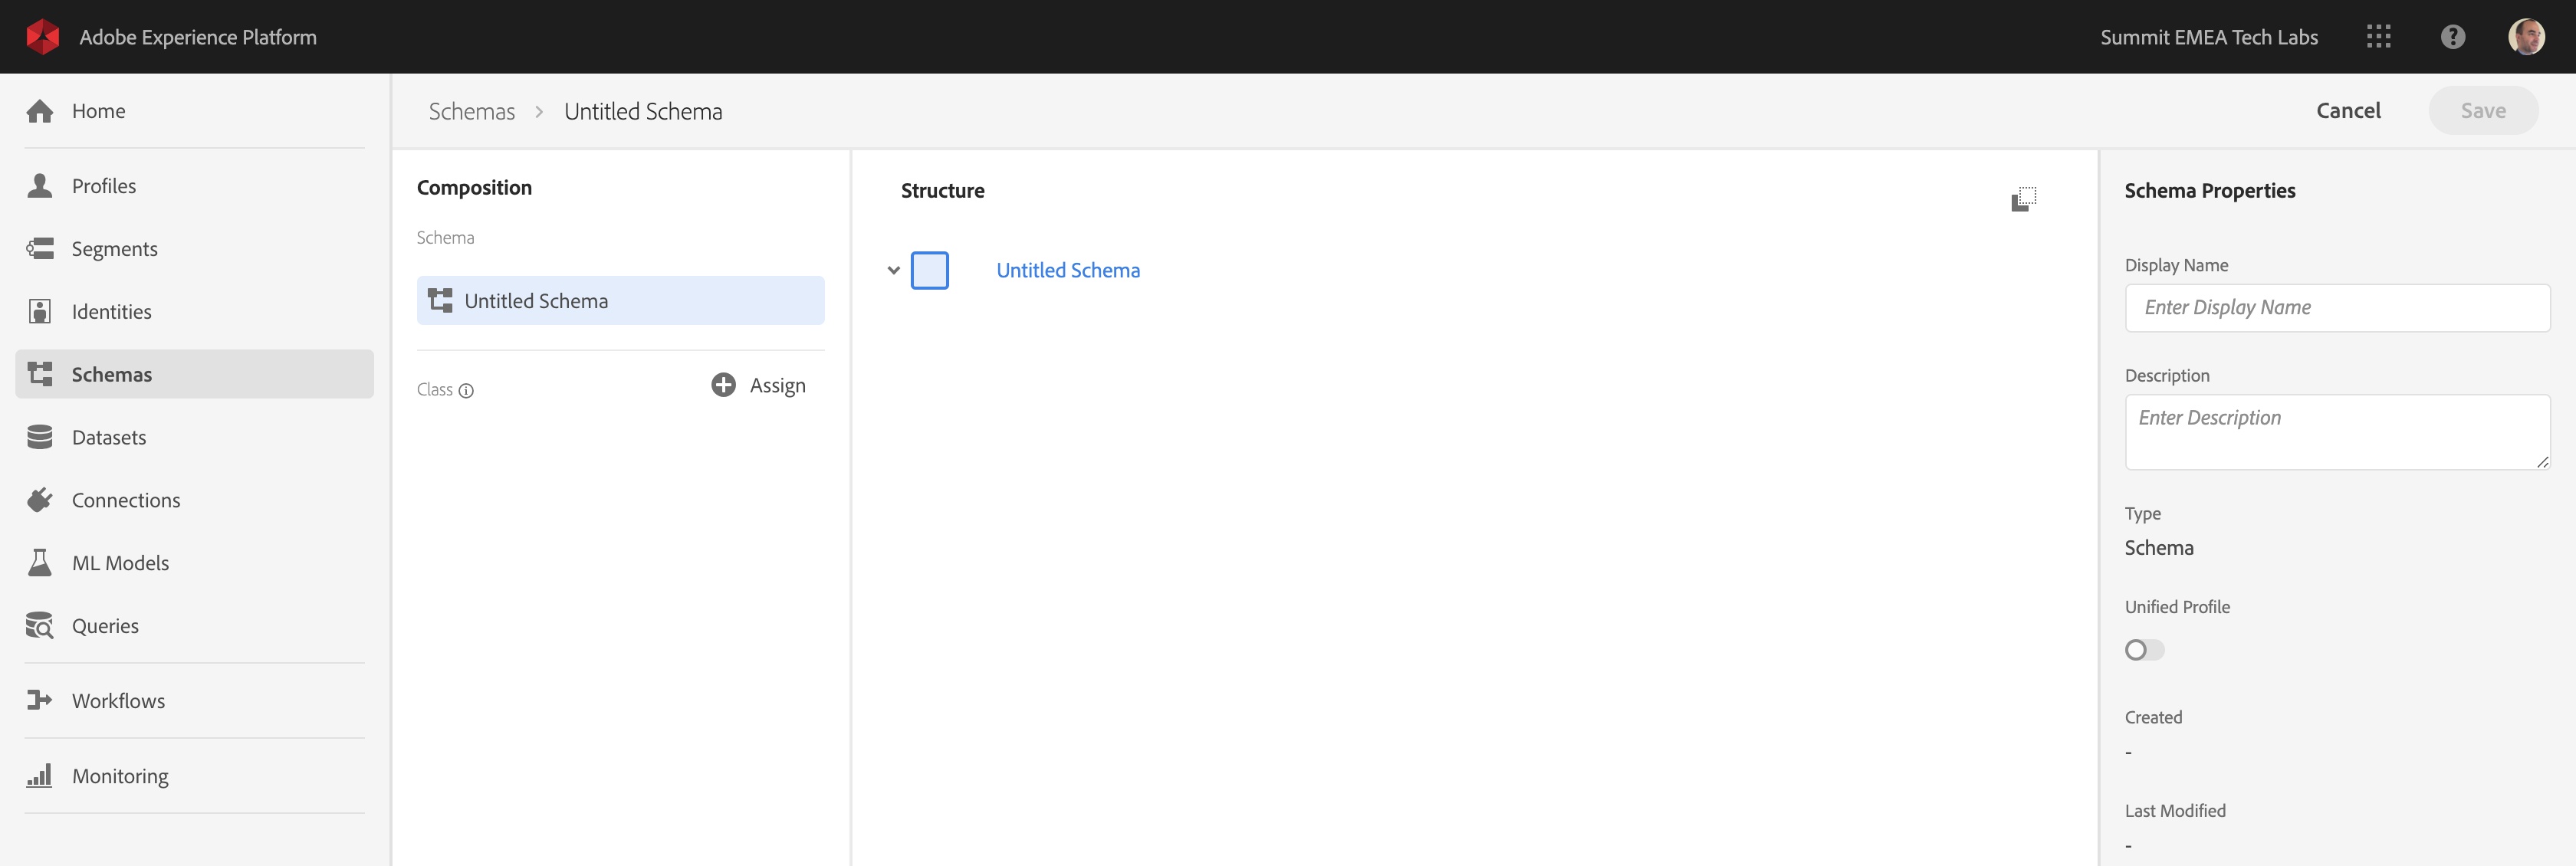 Adobe Experience Platform
Summit EMEA Tech Labs
?
Home
Profiles
Segments
Identities
Schemas
Datasets
Connections
ML Models
Queries
Workflows
Monitoring
Schemas > Untitled Schema
Cancel
Save
Composition
Schema
Untitled Schema
Class
Assign
Structure
Untitled Schema
Schema Properties
Display Name
Enter Display Name
Description
Enter Description
Type
Schema
Unified Profile
Created
-
Last Modified
-